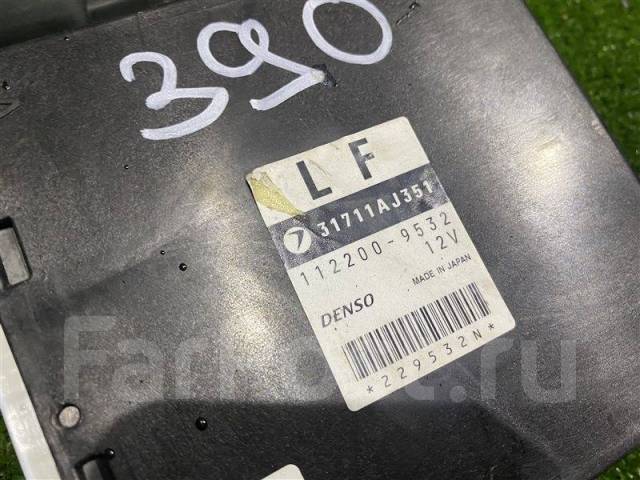 390
L F
31711AJ351
112200-9532
12V
DENSO
MADE IN JAPAN
*229532N*
Farpost.ru